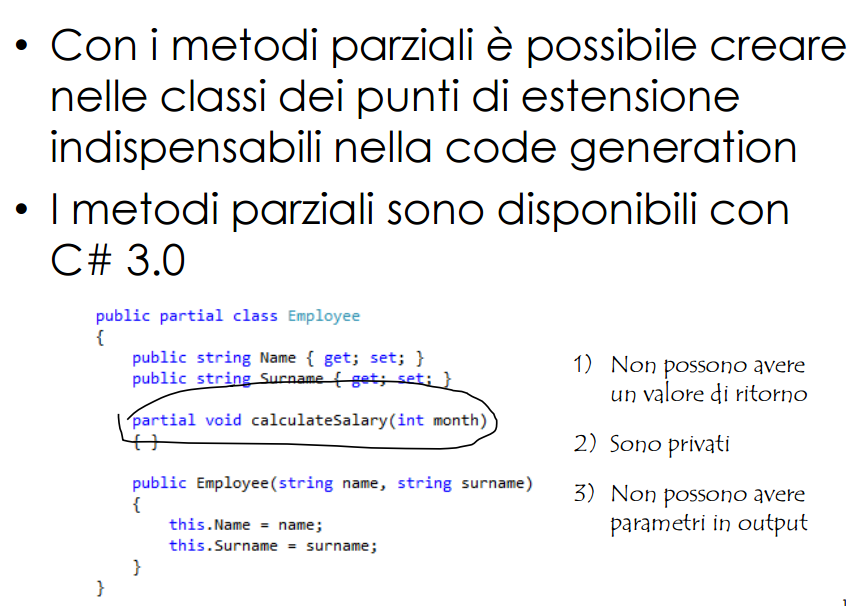 • Con i metodi parziali è possibile creare
nelle classi dei punti di estensione
indispensabili nella code generation
• I metodi parziali sono disponibili con
C# 3.0
public partial class Employee
{
public string Name { get; set; }
public string Surname { get; set; }
partial void calculateSalary(int month)
{ }
public Employee(string name, string surname)
{
this.Name = name;
this.Surname = surname;
}
}
1) Non possono avere
un valore di ritorno
2) Sono privati
3) Non possono avere
parametri in output